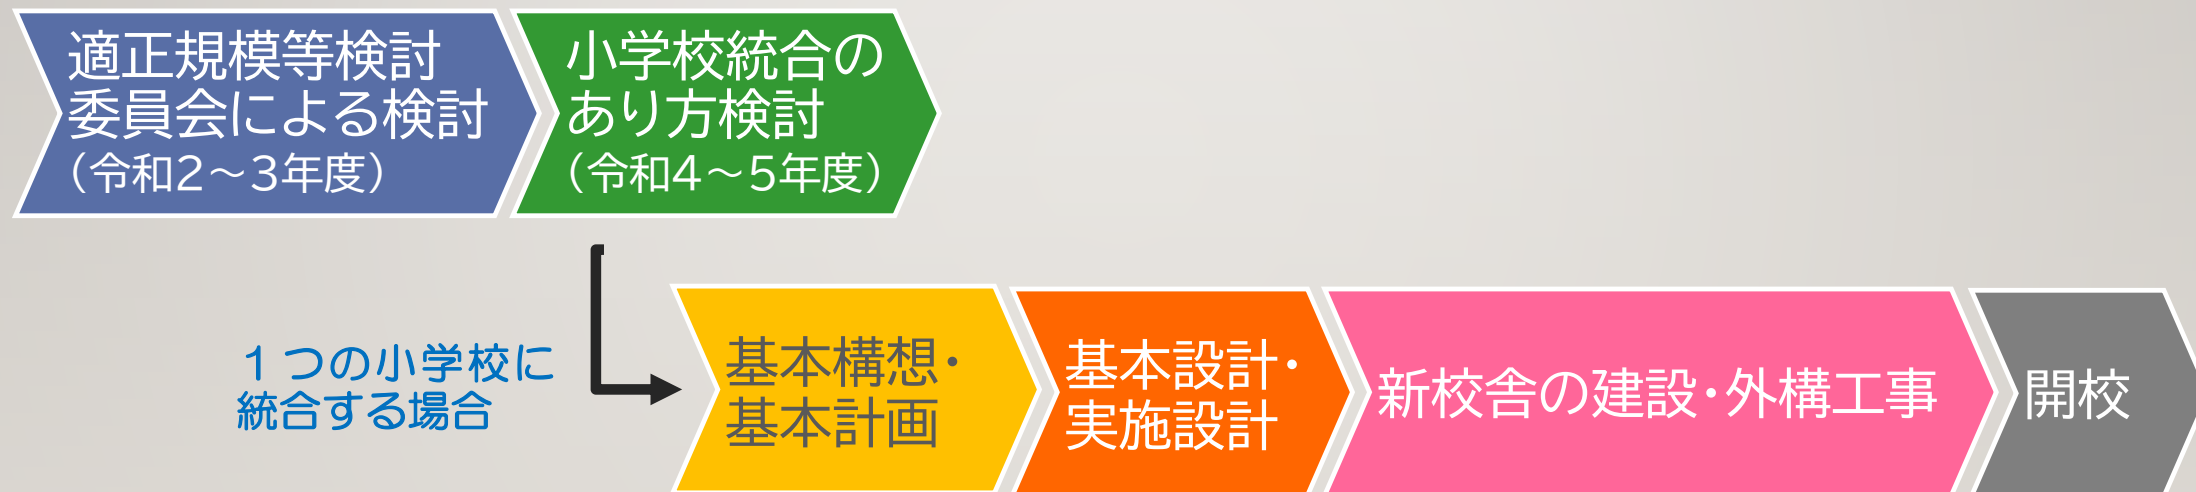 適正規模等検討
委員会による検討
（令和2～3年度）
小学校統合の
あり方検討
（令和4～5年度）
１つの小学校に
統合する場合
基本構想・
基本計画
基本設計・
実施設計
新校舎の建設・外構工事
開校